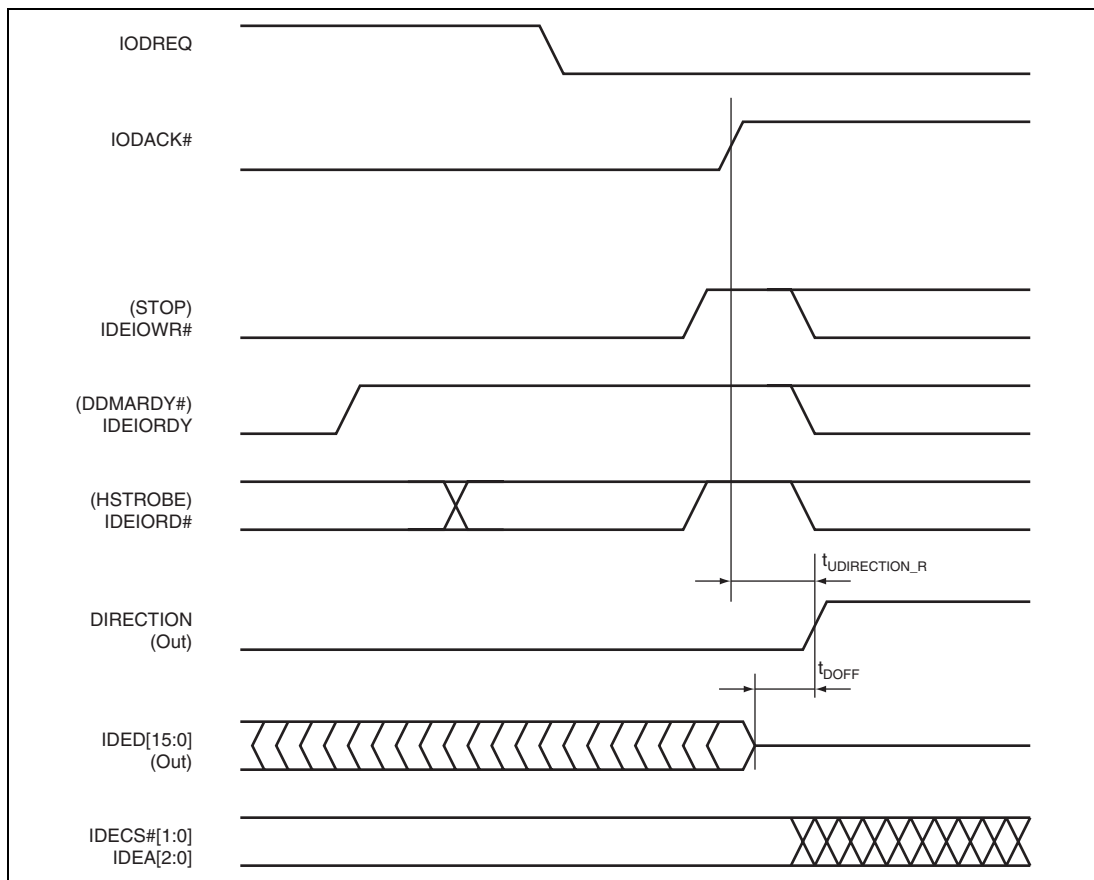 IODREQ
IODACK#
(STOP)
IDEIOWR#
(DDMARDY#)
IDEIORDY
(HSTROBE)
IDEIORD#
tUDIRECTION_R
DIRECTION
(Out)
tDOFF
IDED[15:0]
(Out)
IDECS#[1:0]
IDEA[2:0]